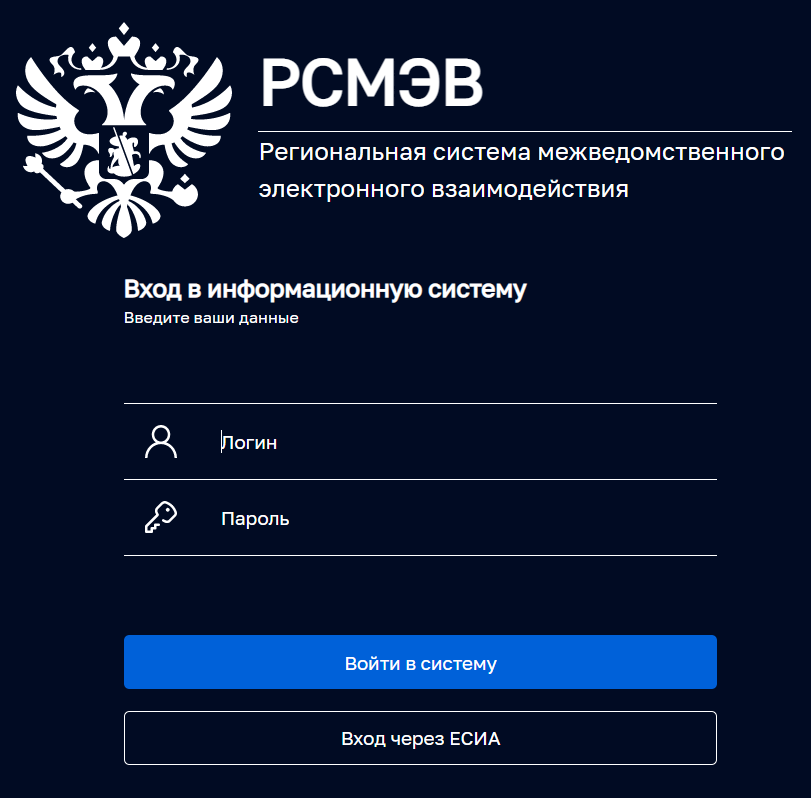 РСМЭВ
Региональная система межведомственного
электронного взаимодействия
Вход в информационную систему
Введите ваши данные
Логин
Пароль
Войти в систему
Вход через ЕСИА